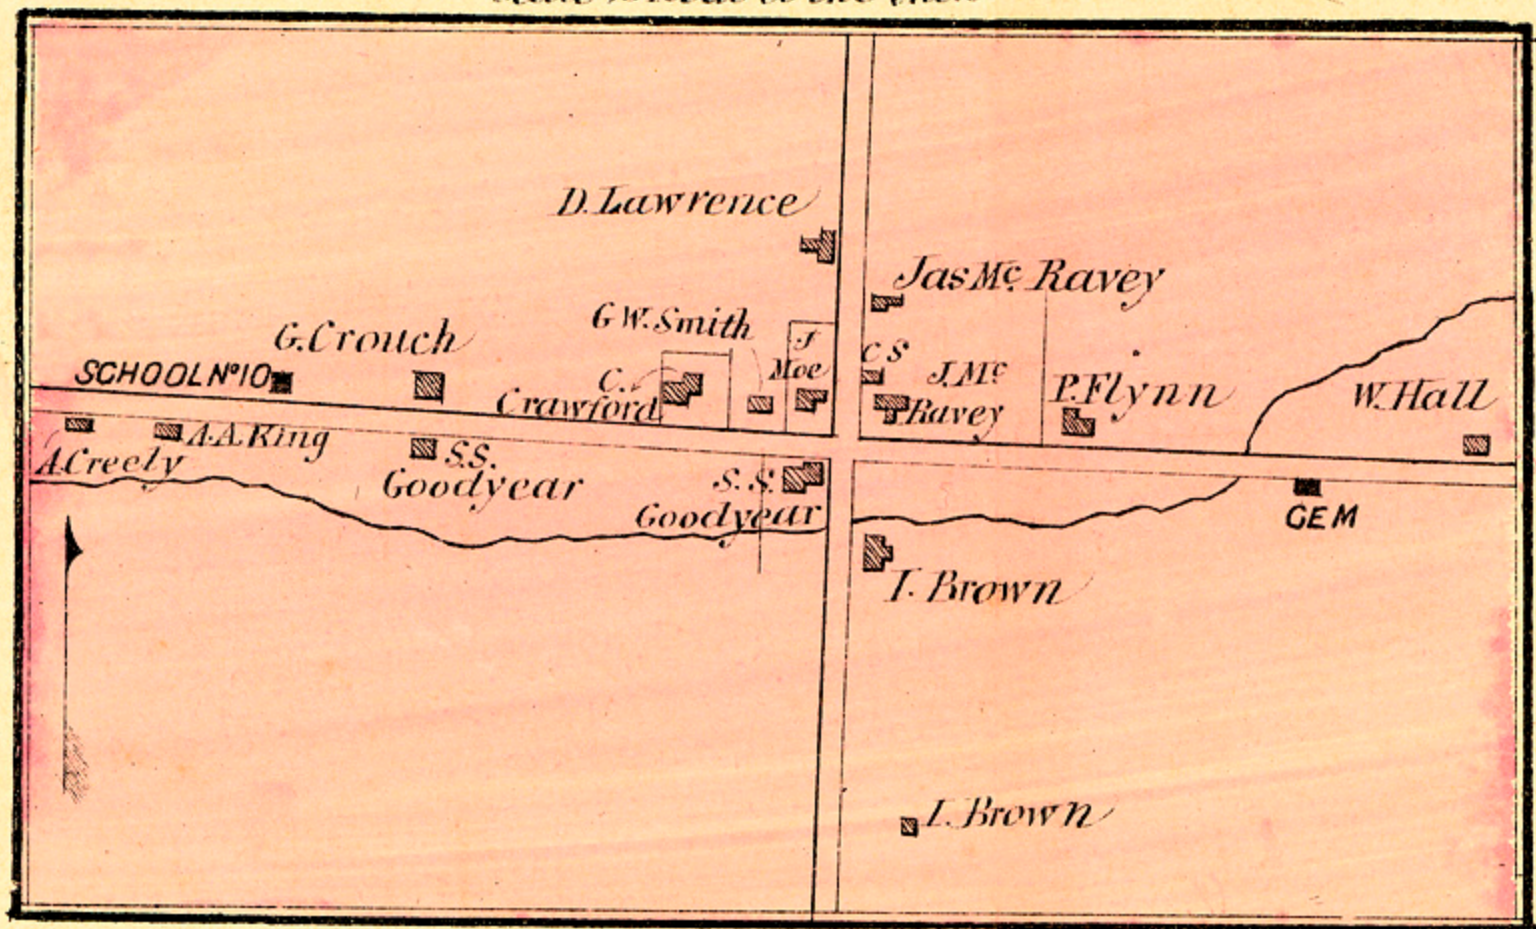 D. Lawrence
Jas Mc. Ravey
G W. Smith
J
Moe
G. Crouch
C S
J. Mc
Ravey
SCHOOL No 10
C.
Crawford
P. Flynn
W. Hall
A. A. King
A. Creely
S. S.
Goodyear
S. S.
Goodyear
GEM
I. Brown
I. Brown